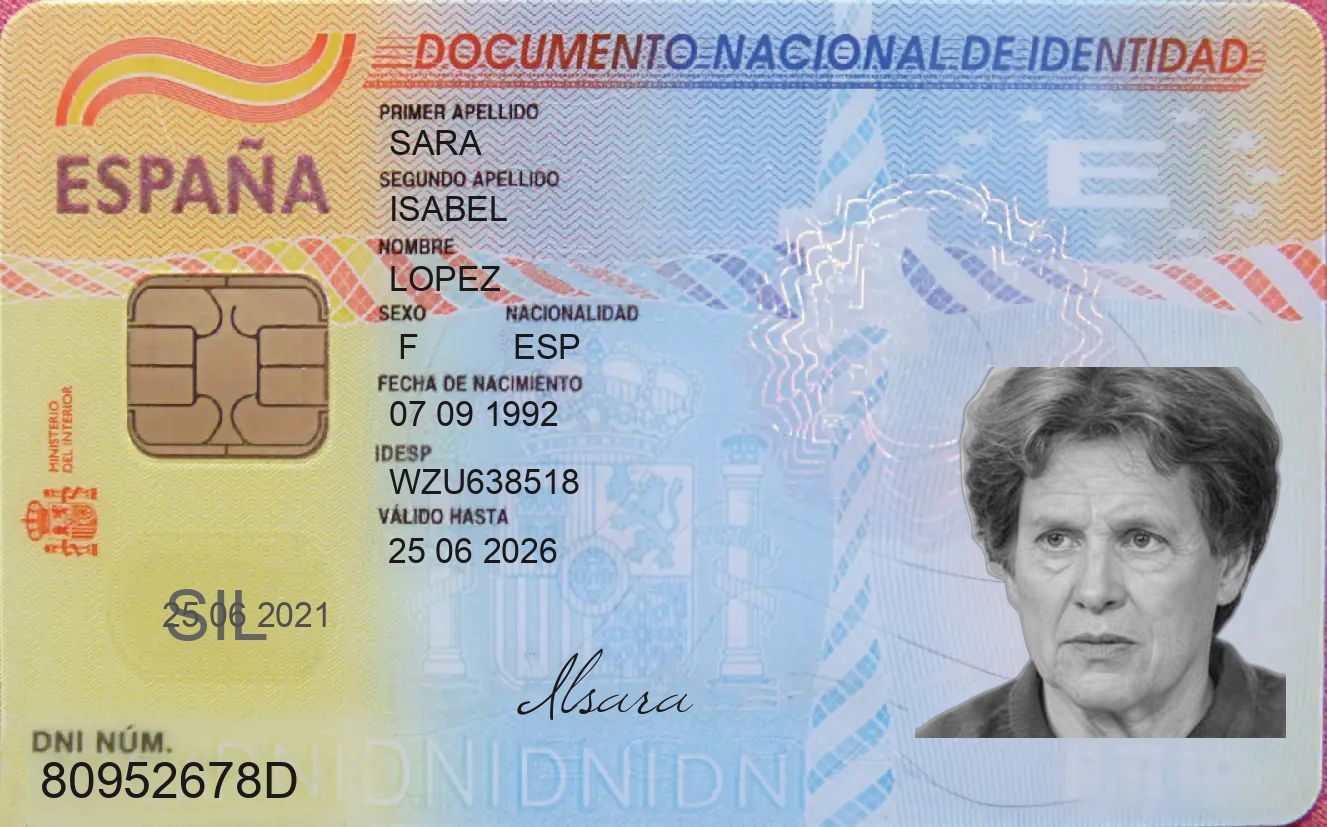 DOCUMENTO NACIONAL DE IDENTIDAD
ESPAÑA
PRIMER APELLIDO
SARA
SEGUNDO APELLIDO
ISABEL
NOMBRE
LOPEZ
SEXO NACIONALIDAD
F ESP
FECHA DE NACIMIENTO
07 09 1992
IDESP
WZU638518
VÁLIDO HASTA
25 06 2026
MINISTERIO
DEL INTERIOR
E
SIL
25 06 2021
Alsara
DNI NÚM.
80952678D
DNIDNIDNIDNI